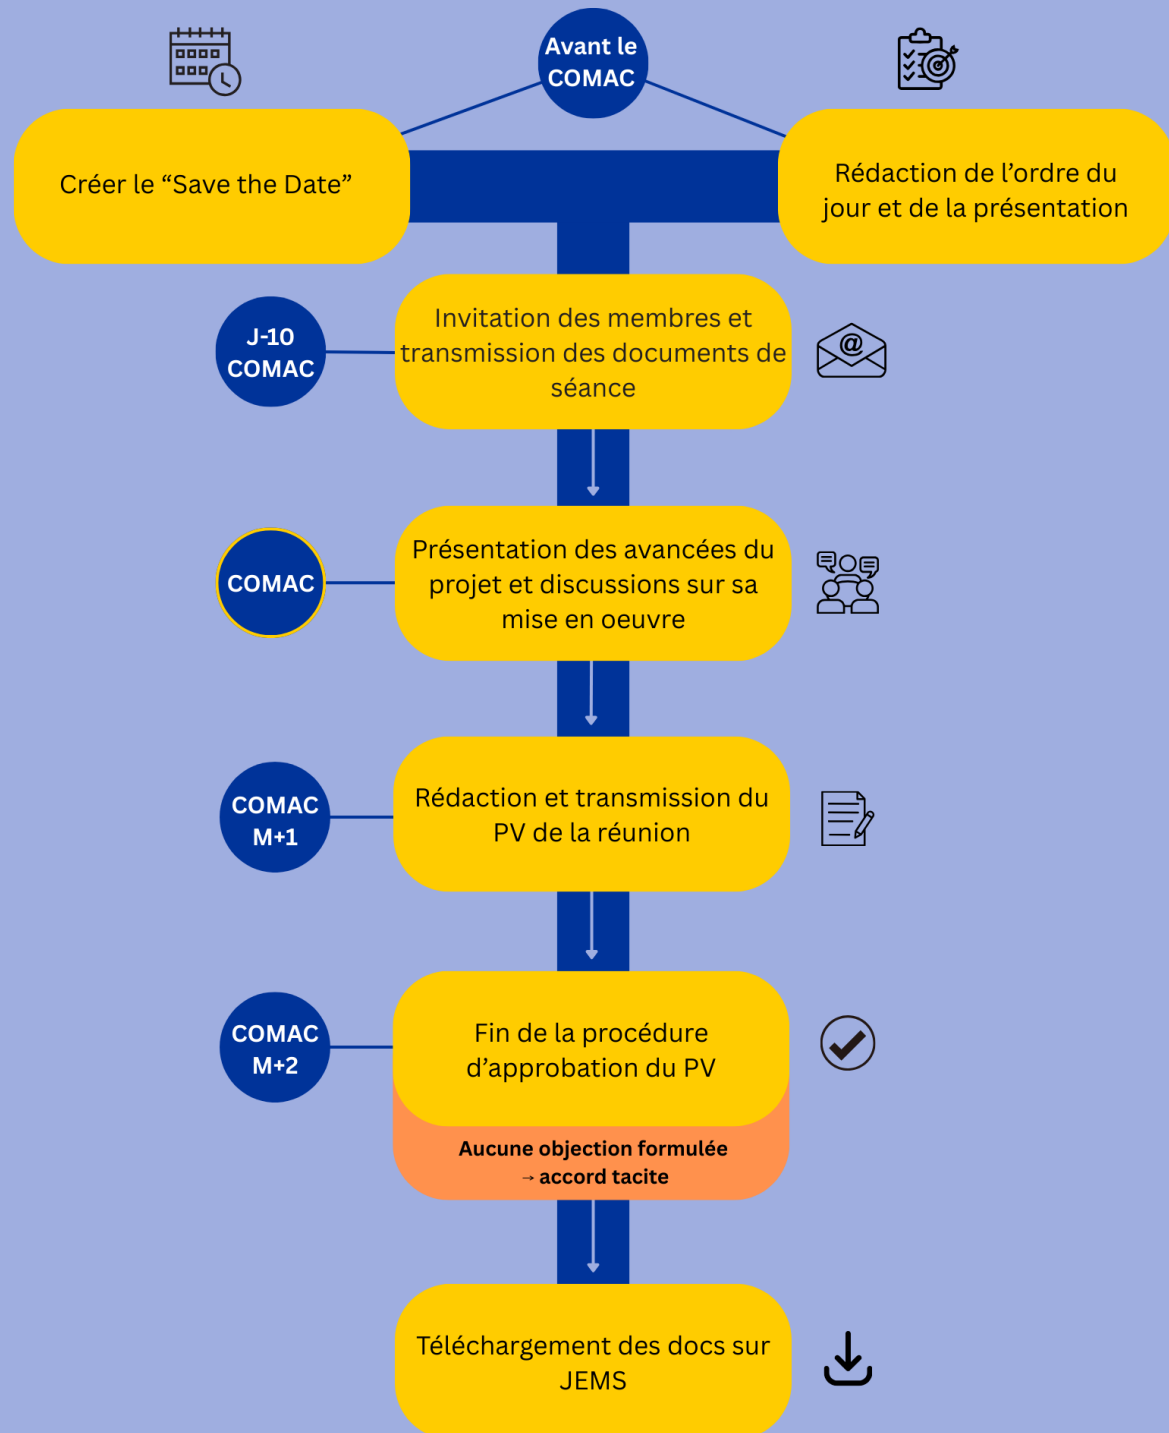 Avant le
COMAC
Créer le “Save the Date”
Rédaction de l’ordre du
jour et de la présentation
J-10
COMAC
Invitation des membres et
transmission des documents de
séance
@
COMAC
Présentation des avancées du
projet et discussions sur sa
mise en oeuvre
COMAC
M+1
Rédaction et transmission du
PV de la réunion
COMAC
M+2
Fin de la procédure
d’approbation du PV
Aucune objection formulée
→ accord tacite
Téléchargement des docs sur
JEMS